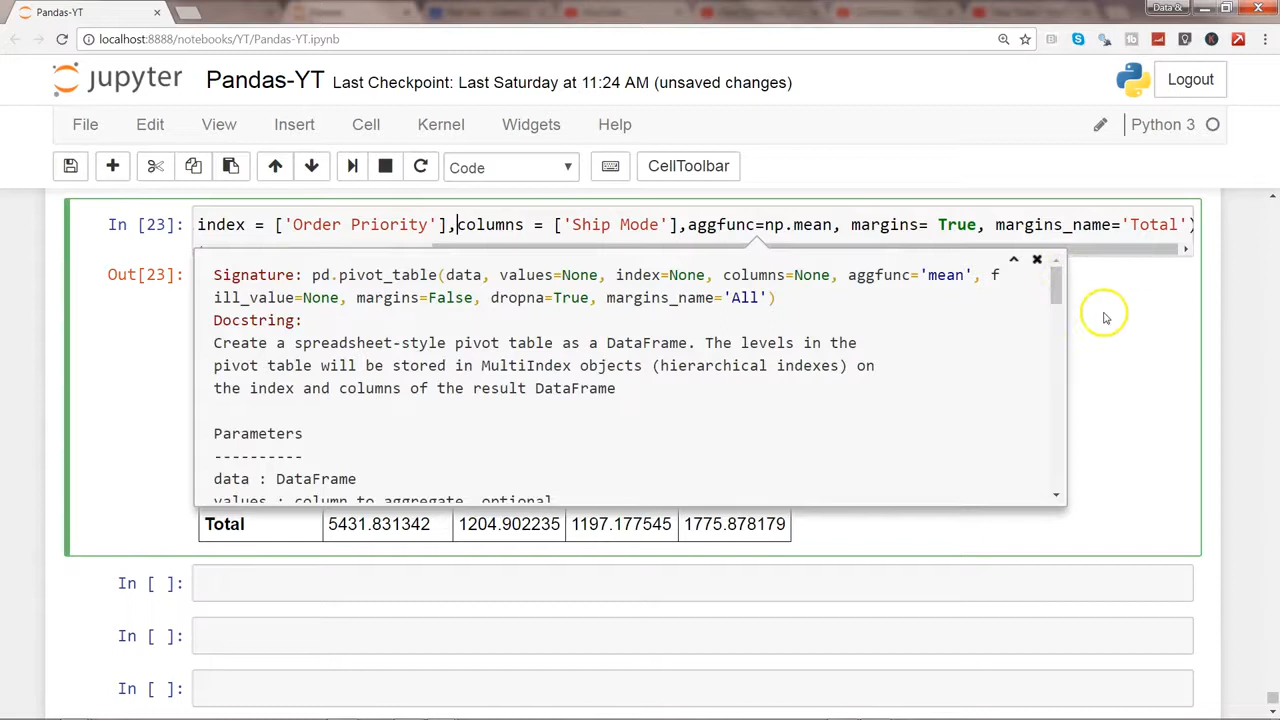 Pandas-YT
Data &
localhost:8888/notebooks/YT/Pandas-YT.ipynb
jupyter Pandas-YT Last Checkpoint: Last Saturday at 11:24 AM (unsaved changes)
Logout
File Edit View Insert Cell Kernel Widgets Help
Python 3
Code
CellToolbar
In [23]: index = ['Order Priority'],columns = ['Ship Mode'],aggfunc=np.mean, margins= True, margins_name='Total')
Out[23]:
Signature: pd.pivot_table(data, values=None, index=None, columns=None, aggfunc='mean', f
ill_value=None, margins=False, dropna=True, margins_name='All')
Docstring:
Create a spreadsheet-style pivot table as a DataFrame. The levels in the
pivot table will be stored in MultiIndex objects (hierarchical indexes) on
the index and columns of the result DataFrame
Parameters
----------
data : DataFrame
values : column to aggregate, optional
Total 5431.831342 1204.902235 1197.177545 1775.878179
In [ ]:
In [ ]:
In [ ]: